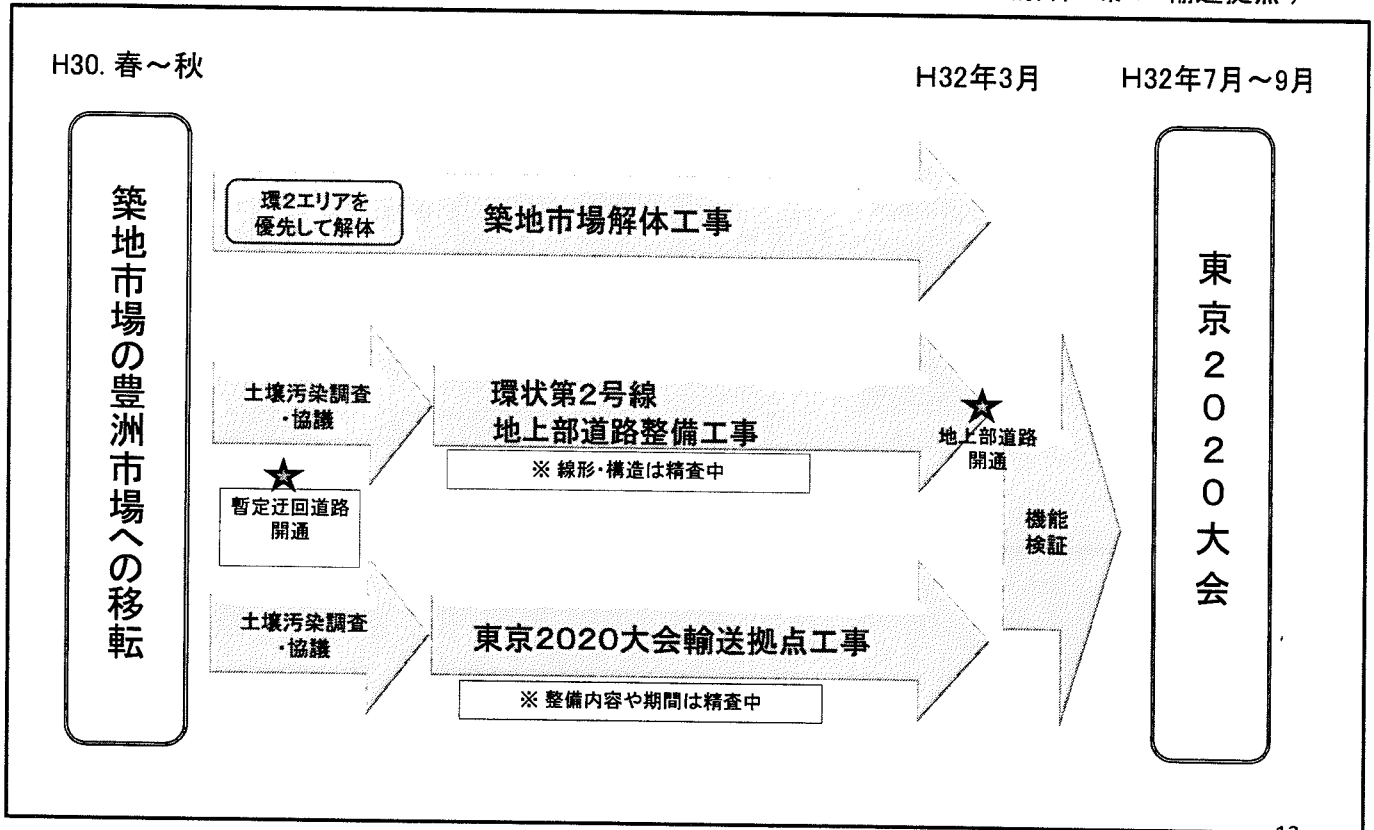 輸送拠点
H30. 春～秋
H32年3月
H32年7月～9月
築地市場の豊洲市場への移転
環2エリアを
優先して解体
築地市場解体工事
土壌汚染調査
・協議
環状第2号線
地上部道路整備工事
※ 線形・構造は精査中
地上部道路
開通
暫定迂回道路
開通
機能
検証
土壌汚染調査
・協議
東京2020大会輸送拠点工事
※ 整備内容や期間は精査中
東京2020大会